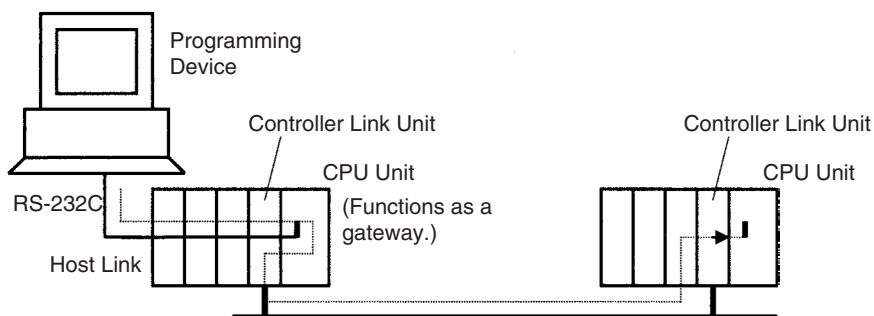 Programming
Device
Controller Link Unit
Controller Link Unit
CPU Unit
CPU Unit
RS-232C
(Functions as a
gateway.)
Host Link